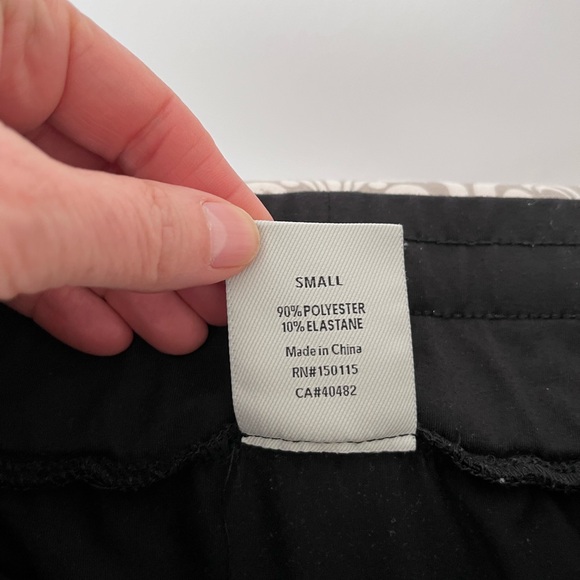 SMALL
90% POLYESTER
10% ELASTANE
Made in China
RN#150115
CA#40482